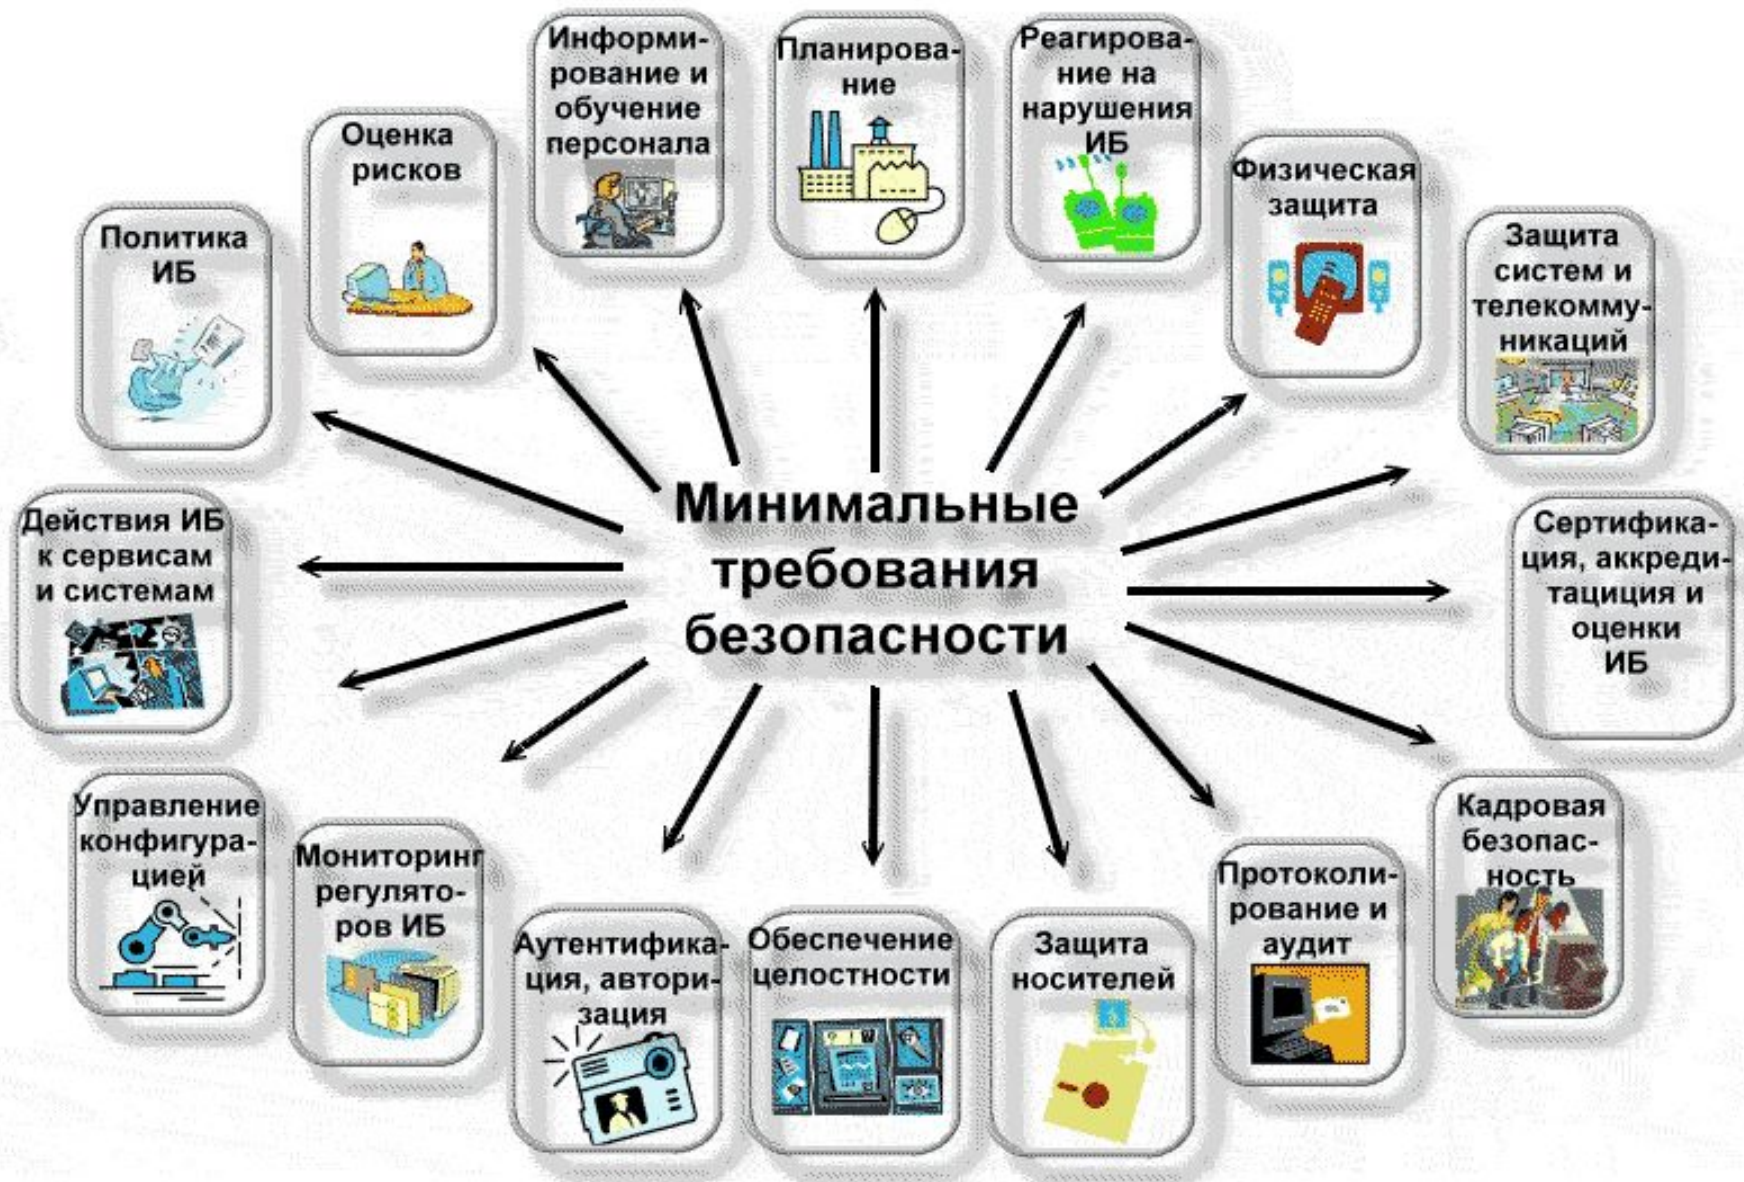 Информи-
рование и
обучение
персонала
Планирова-
ние
Реагирова-
ние на
нарушения
ИБ
Оценка
рисков
Физическая
защита
Политика
ИБ
Защита
систем и
телекомму-
никаций
Минимальные
требования
безопасности
Действия ИБ
к сервисам
и системам
Сертифика-
ция, аккреди-
тациция и
оценки
ИБ
Управление
конфигура-
цией
Мониторинг
регулято-
ров ИБ
Аутентифика-
ция, автори-
зация
Обеспечение
целостности
Защита
носителей
Протоколи-
рование и
аудит
Кадровая
безопас-
ность